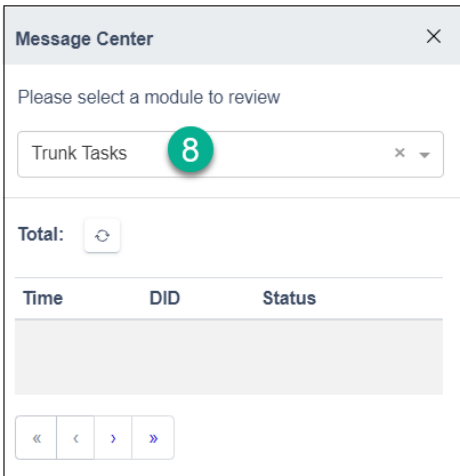 Message Center
Please select a module to review
Trunk Tasks 8
Total:
Time DID Status
« ‹ › »